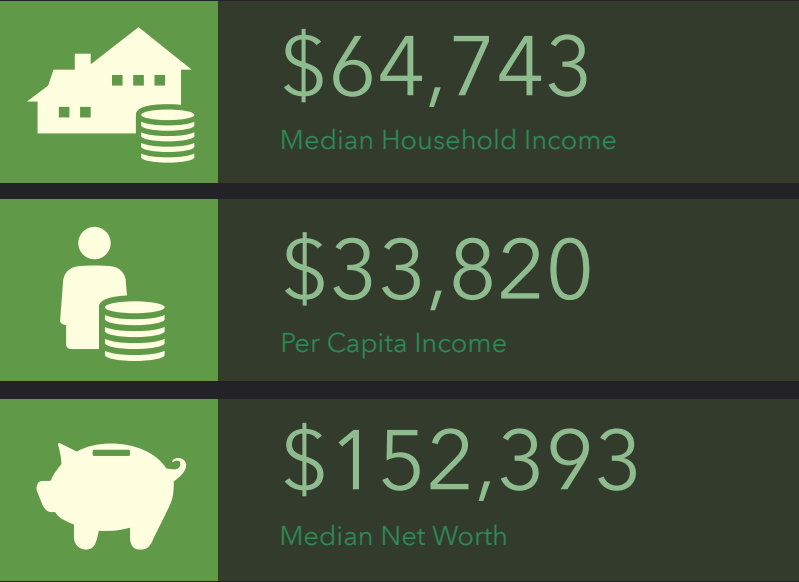 $64,743
Median Household Income
$33,820
Per Capita Income
$152,393
Median Net Worth